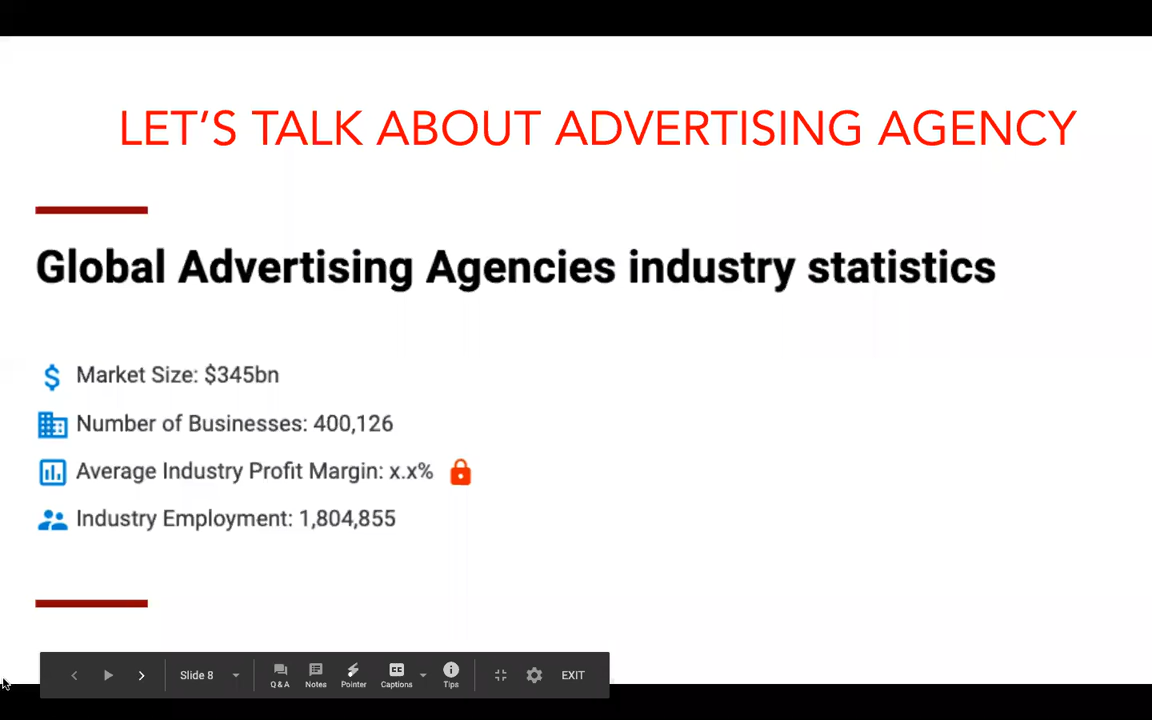 LET’S TALK ABOUT ADVERTISING AGENCY
Global Advertising Agencies industry statistics
Market Size: $345bn
Number of Businesses: 400,126
Average Industry Profit Margin: x.x%
Industry Employment: 1,804,855
Slide 8 Q&A Notes Pointer CC Captions Tips EXIT